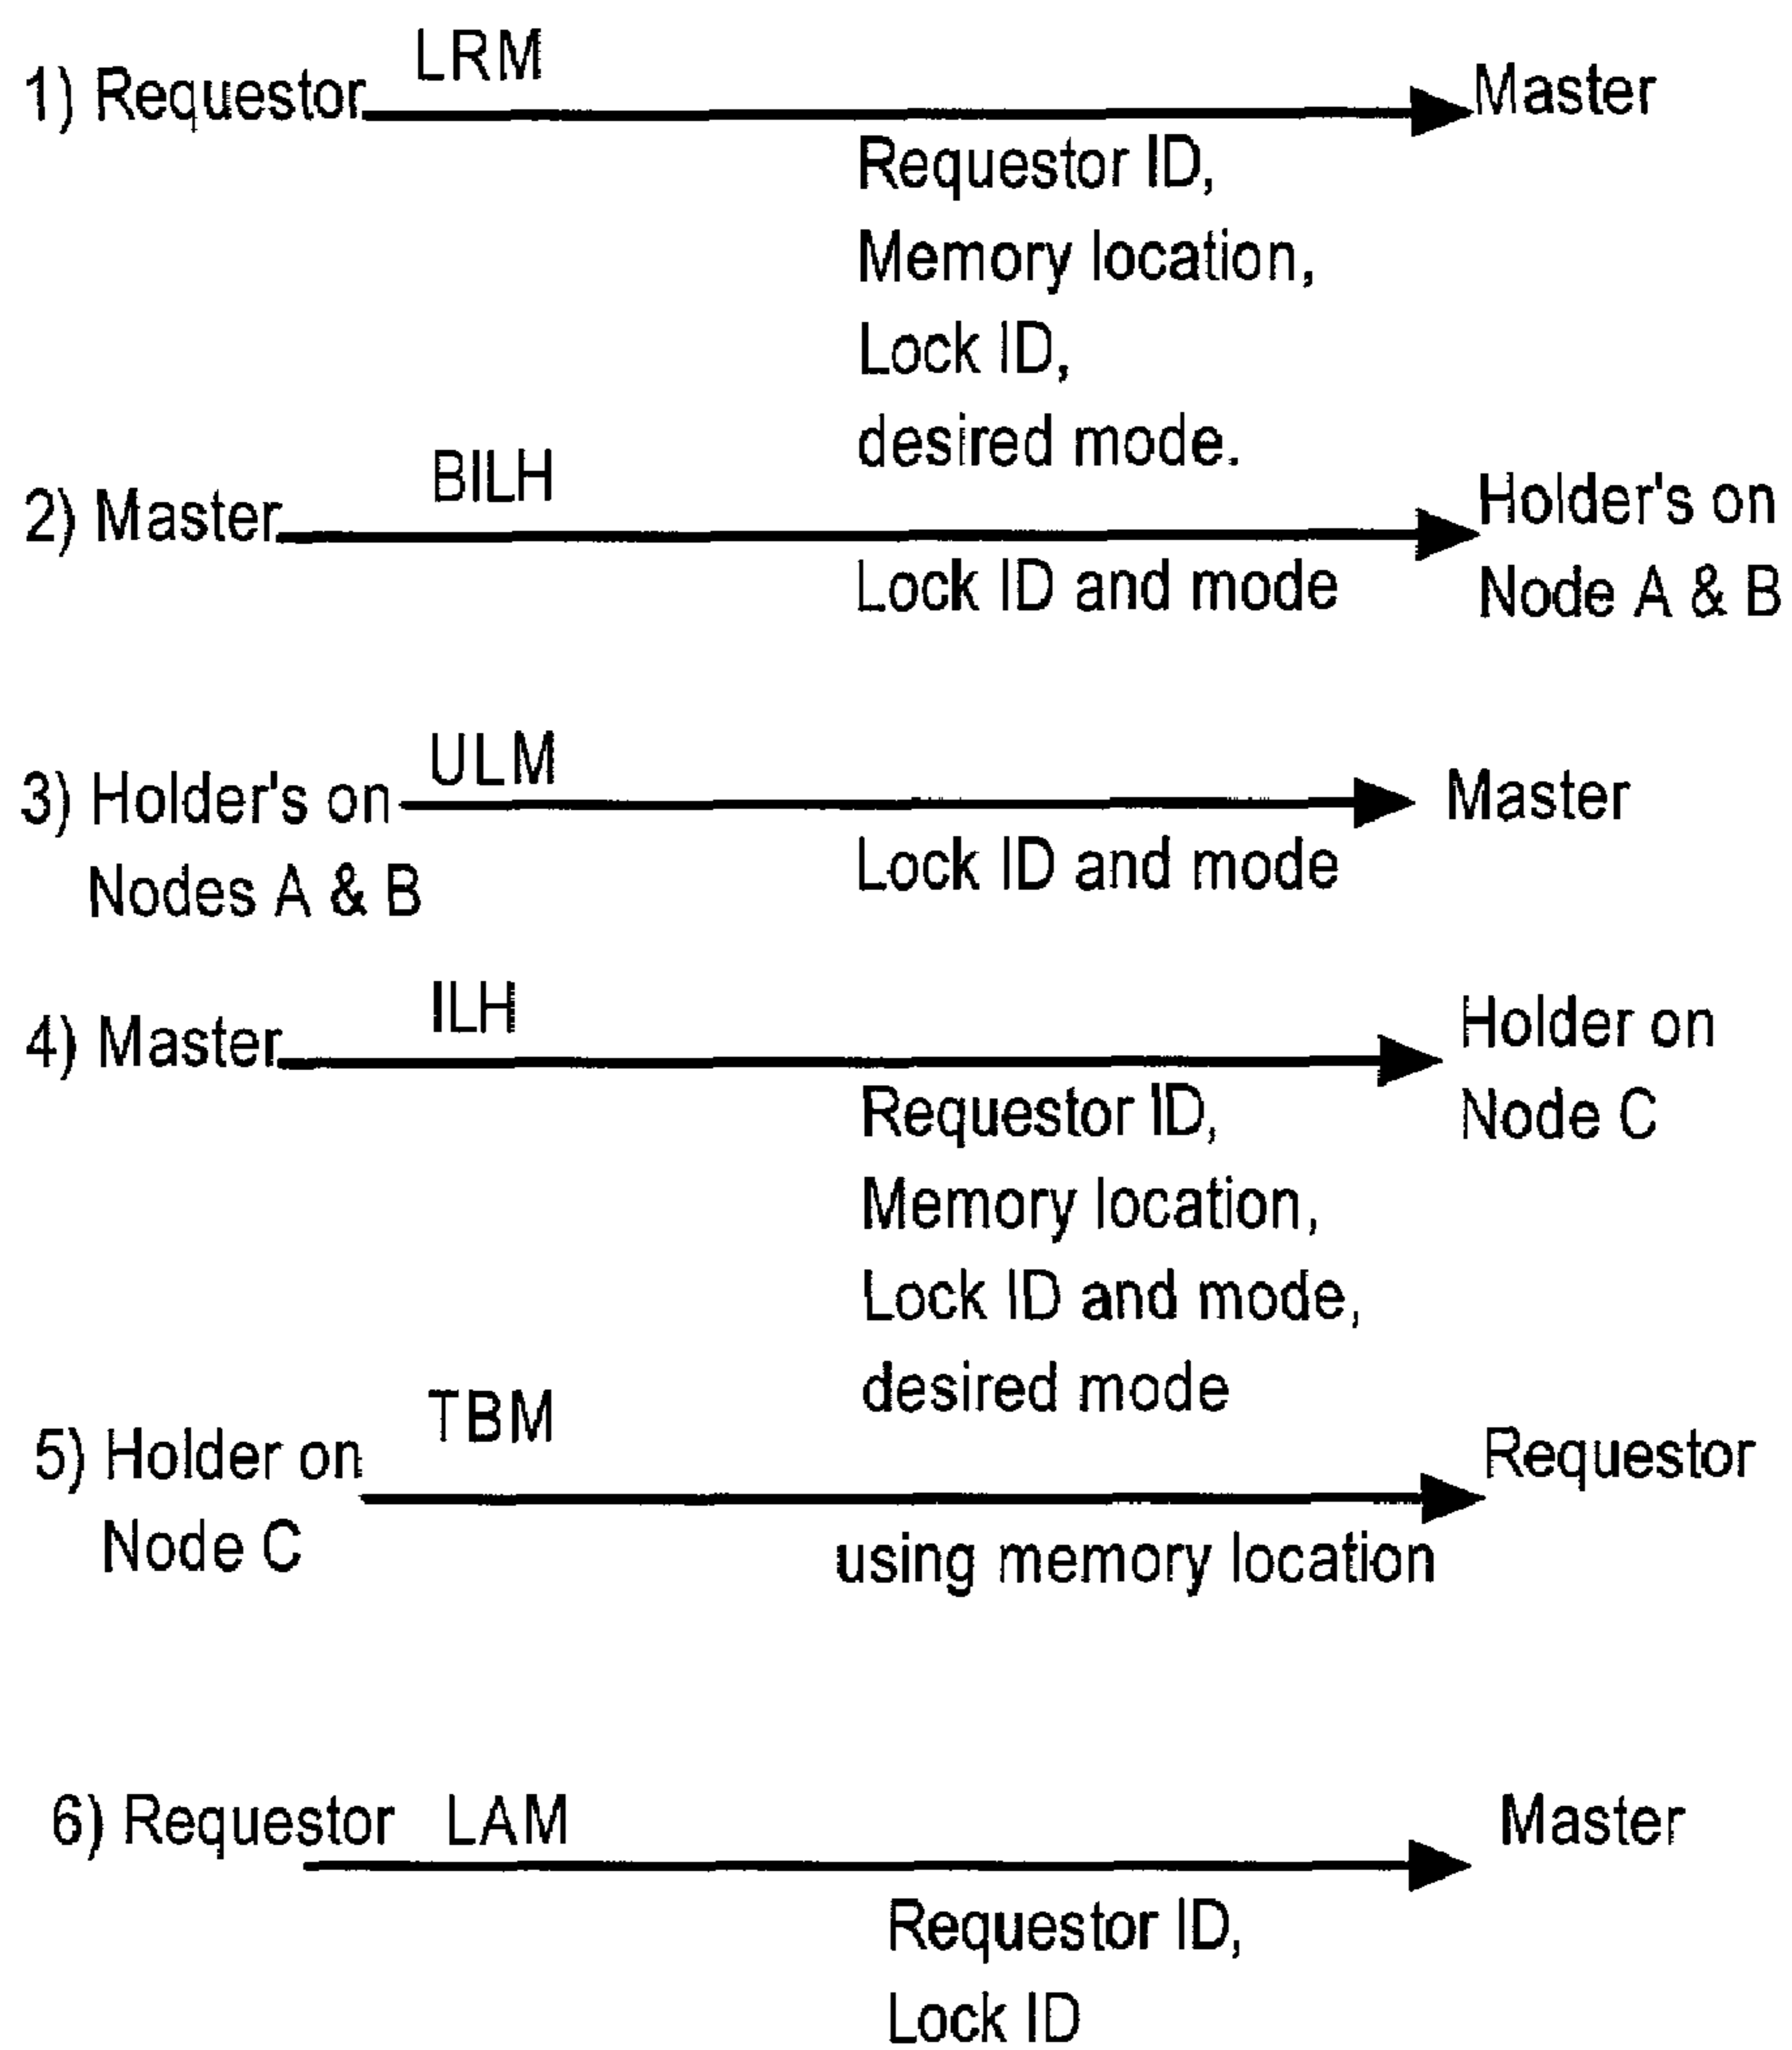 LRM
1) Requestor
Master
Requestor ID,
Memory location,
Lock ID,
desired mode.
BILH
2) Master
Holder's on
Node A & B
Lock ID and mode
ULM
3) Holder's on
Nodes A & B
Master
Lock ID and mode
ILH
4) Master
Holder on
Node C
Requestor ID,
Memory location,
Lock ID and mode,
desired mode
TBM
5) Holder on
Node C
Requestor
using memory location
6) Requestor
LAM
Master
Requestor ID,
Lock ID